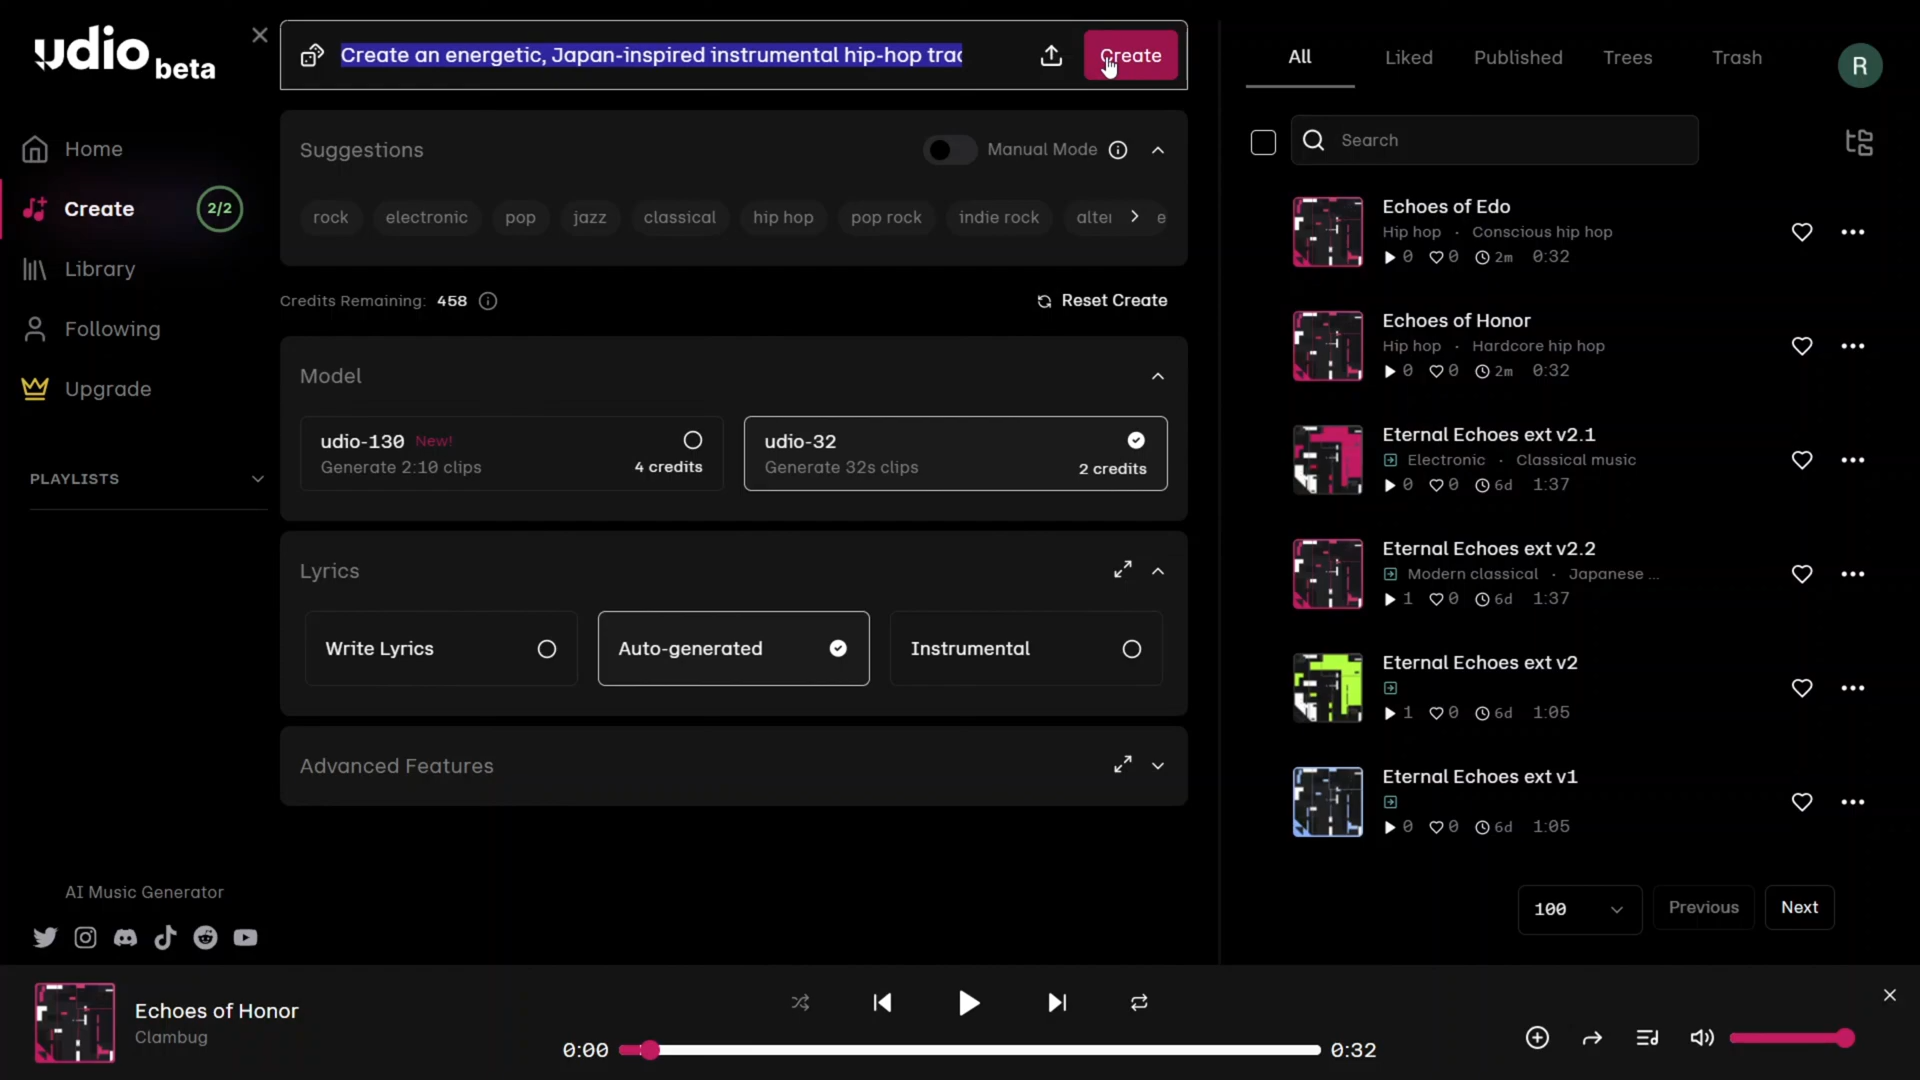 udio beta
Create an energetic, Japan-inspired instrumental hip-hop trac
Create
Home
Create
2/2
Library
Following
Upgrade
PLAYLISTS
AI Music Generator
Suggestions
Manual Mode
rock
electronic
pop
jazz
classical
hip hop
pop rock
indie rock
alter
e
Credits Remaining: 458
Reset Create
Model
udio-130 New!
Generate 2:10 clips
4 credits
udio-32
Generate 32s clips
2 credits
Lyrics
Write Lyrics
Auto-generated
Instrumental
Advanced Features
All
Liked
Published
Trees
Trash
R
Search
Echoes of Edo
Hip hop · Conscious hip hop
0 0 2m 0:32
Echoes of Honor
Hip hop · Hardcore hip hop
0 0 2m 0:32
Eternal Echoes ext v2.1
Electronic · Classical music
0 0 6d 1:37
Eternal Echoes ext v2.2
Modern classical · Japanese ...
1 0 6d 1:37
Eternal Echoes ext v2
1 0 6d 1:05
Eternal Echoes ext v1
0 0 6d 1:05
100
Previous
Next
Echoes of Honor
Clambug
0:00
0:32